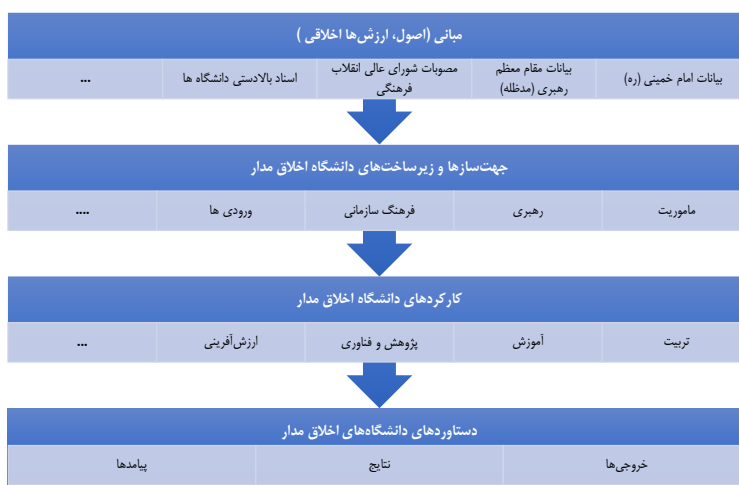 مبانی (اصول، ارزش‌ها اخلاقی )
بیانات امام خمینی (ره)
بیانات مقام معظم
رهبری (مدظله)
مصوبات شورای عالی انقلاب
فرهنگی
اسناد بالادستی دانشگاه ها
...
جهت‌سازها و زیرساخت‌های دانشگاه اخلاق مدار
ماموریت
رهبری
فرهنگ سازمانی
ورودی ها
....
کارکردهای دانشگاه اخلاق مدار
تربیت
آموزش
پژوهش و فناوری
ارزش‌آفرینی
...
دستاوردهای دانشگاه‌های اخلاق مدار
خروجی‌ها
نتایج
پیامدها